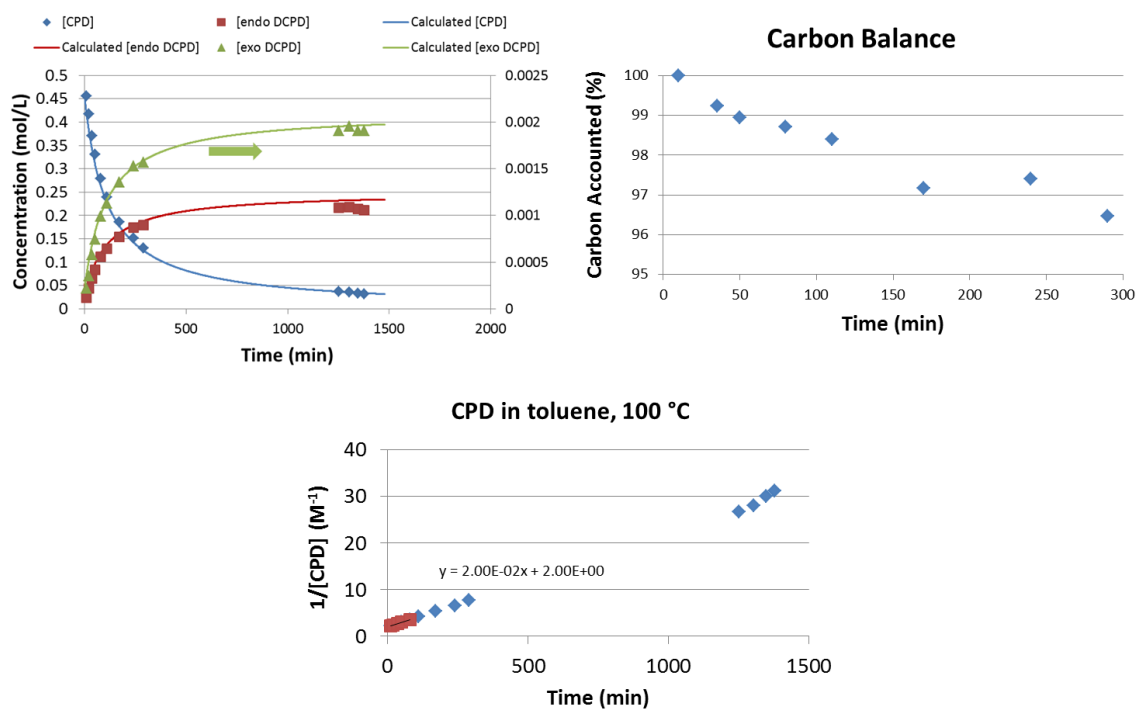 [CPD] [endo DCPD] Calculated [CPD]
Calculated [endo DCPD] [exo DCPD] Calculated [exo DCPD]
Concerntration (mol/L)
0.5
0.45
0.4
0.35
0.3
0.25
0.2
0.15
0.1
0.05
0
0.0025
0.002
0.0015
0.001
0.0005
0
0 500 1000 1500 2000
Time (min)
Carbon Balance
Carbon Accounted (%)
100
99
98
97
96
95
0 50 100 150 200 250 300
Time (min)
CPD in toluene, 100 °C
1/[CPD] (M⁻¹)
40
30
20
10
0
y = 2.00E-02x + 2.00E+00
0 500 1000 1500
Time (min)